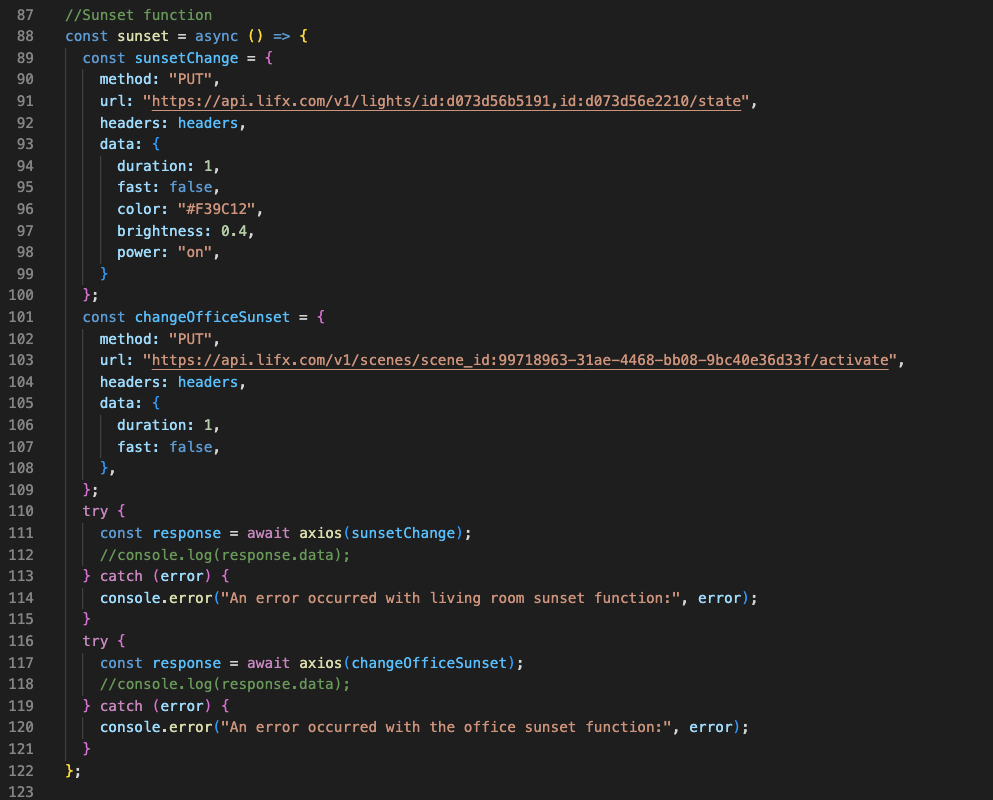 87 //Sunset function
88 const sunset = async () => {
89 const sunsetChange = {
90 method: "PUT",
91 url: "https://api.lifx.com/v1/lights/id:d073d56b5191,id:d073d56e2210/state",
92 headers: headers,
93 data: {
94 duration: 1,
95 fast: false,
96 color: "#F39C12",
97 brightness: 0.4,
98 power: "on",
99 }
100 };
101 const changeOfficeSunset = {
102 method: "PUT",
103 url: "https://api.lifx.com/v1/scenes/scene_id:99718963-31ae-4468-bb08-9bc40e36d33f/activate",
104 headers: headers,
105 data: {
106 duration: 1,
107 fast: false,
108 },
109 };
110 try {
111 const response = await axios(sunsetChange);
112 //console.log(response.data);
113 } catch (error) {
114 console.error("An error occurred with living room sunset function:", error);
115 }
116 try {
117 const response = await axios(changeOfficeSunset);
118 //console.log(response.data);
119 } catch (error) {
120 console.error("An error occurred with the office sunset function:", error);
121 }
122 };
123